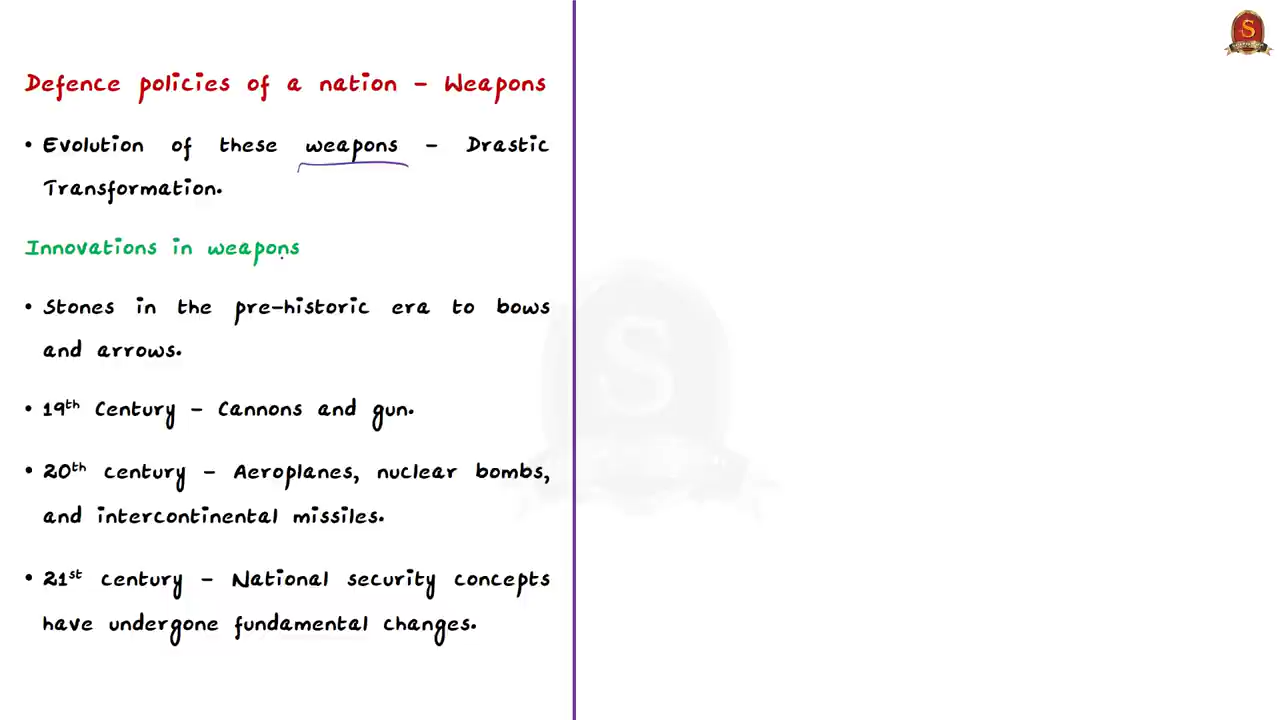 Defence policies of a nation – Weapons
• Evolution of these weapons – Drastic
Transformation.
Innovations in weapons
• Stones in the pre-historic era to bows
and arrows.
• 19th Century – Cannons and gun.
• 20th century – Aeroplanes, nuclear bombs,
and intercontinental missiles.
• 21st century – National security concepts
have undergone fundamental changes.
S
S